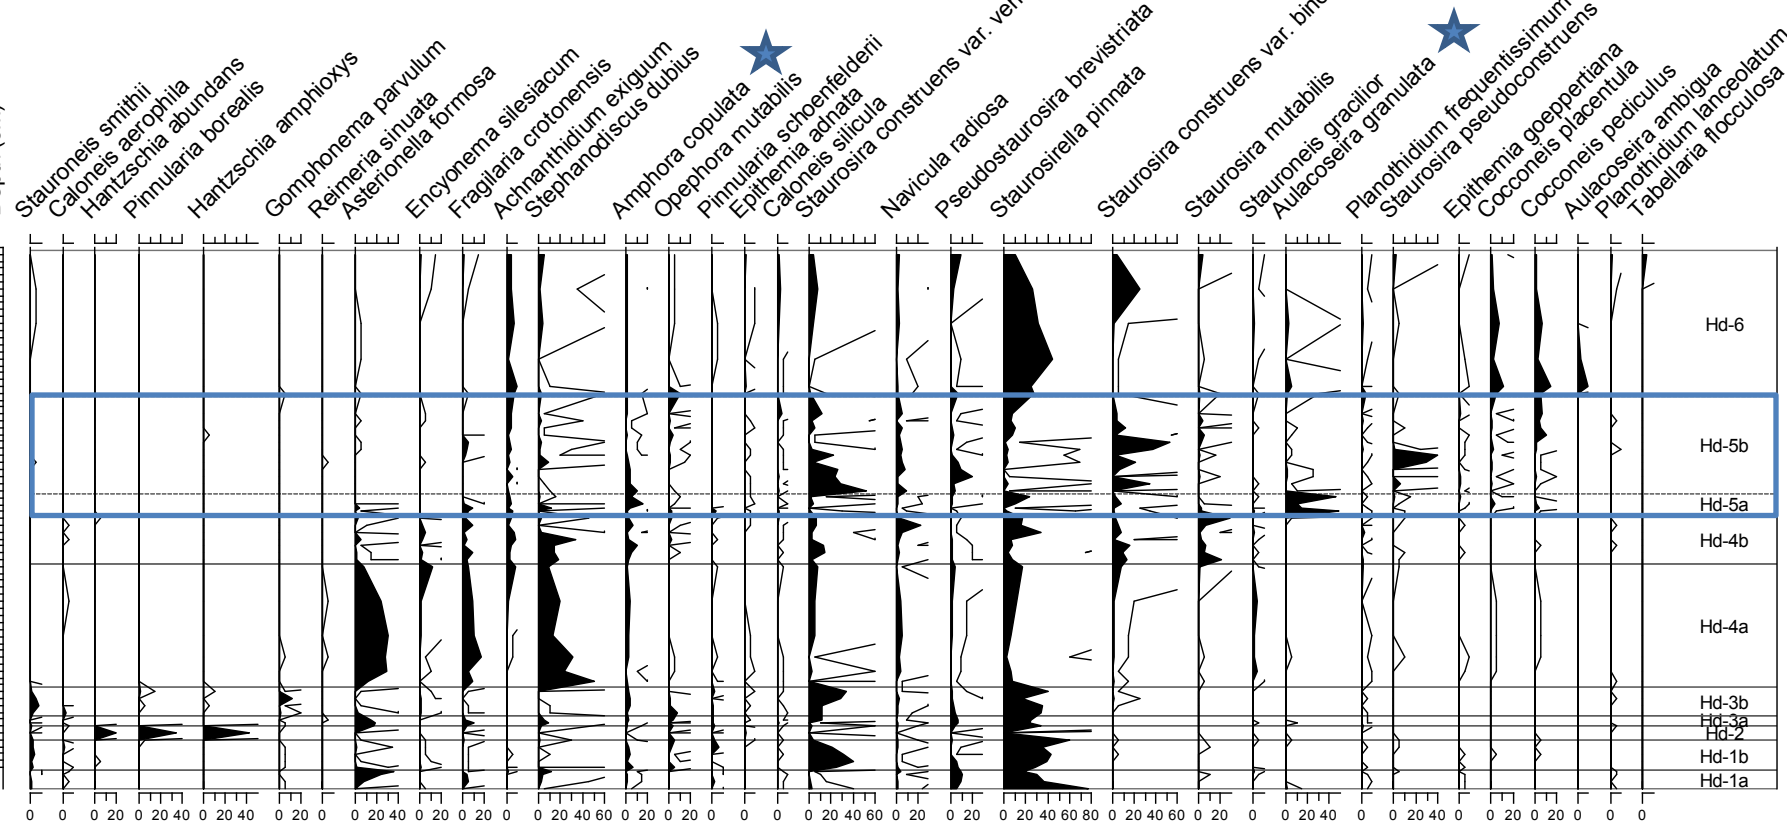 Stauroneis smithii
Caloneis aerophila
Hantzschia abundans
Pinnularia borealis
Hantzschia amphioxys
Gomphonema parvulum
Reimeria sinuata
Asterionella formosa
Encyonema silesiacum
Fragilaria crotonensis
Achnanthidium exiguum
Stephanodiscus dubius
Amphora copulata
Opephora mutabilis
Pinnularia schoenfelderii
Epithemia adnata
Caloneis silicula
Staurosira construens var.
Navicula radiosa
Pseudostaurosira brevistriata
Staurosirella pinnata
Staurosira construens var.
Staurosira mutabilis
Stauroneis gracilior
Aulacoseira granulata
Planothidium frequentissimum
Staurosira pseudoconstruens
Epithemia goeppertiana
Cocconeis placentula
Cocconeis pediculus
Aulacoseira ambigua
Planothidium lanceolatum
Tabellaria flocculosa
Hd-6
Hd-5b
Hd-5a
Hd-4b
Hd-4a
Hd-3b
Hd-3a
Hd-2
Hd-1b
Hd-1a
0 0 0 20 0 20 40 0 20 40 0 20 0 0 20 40 0 20 0 20 0 0 20 40 60 0 20 0 20 0 0 0 0 20 40 60 0 20 0 20 0 20 40 60 80 0 20 40 60 0 20 0 0 20 40 0 0 20 40 0 0 20 0 20 0 0 0